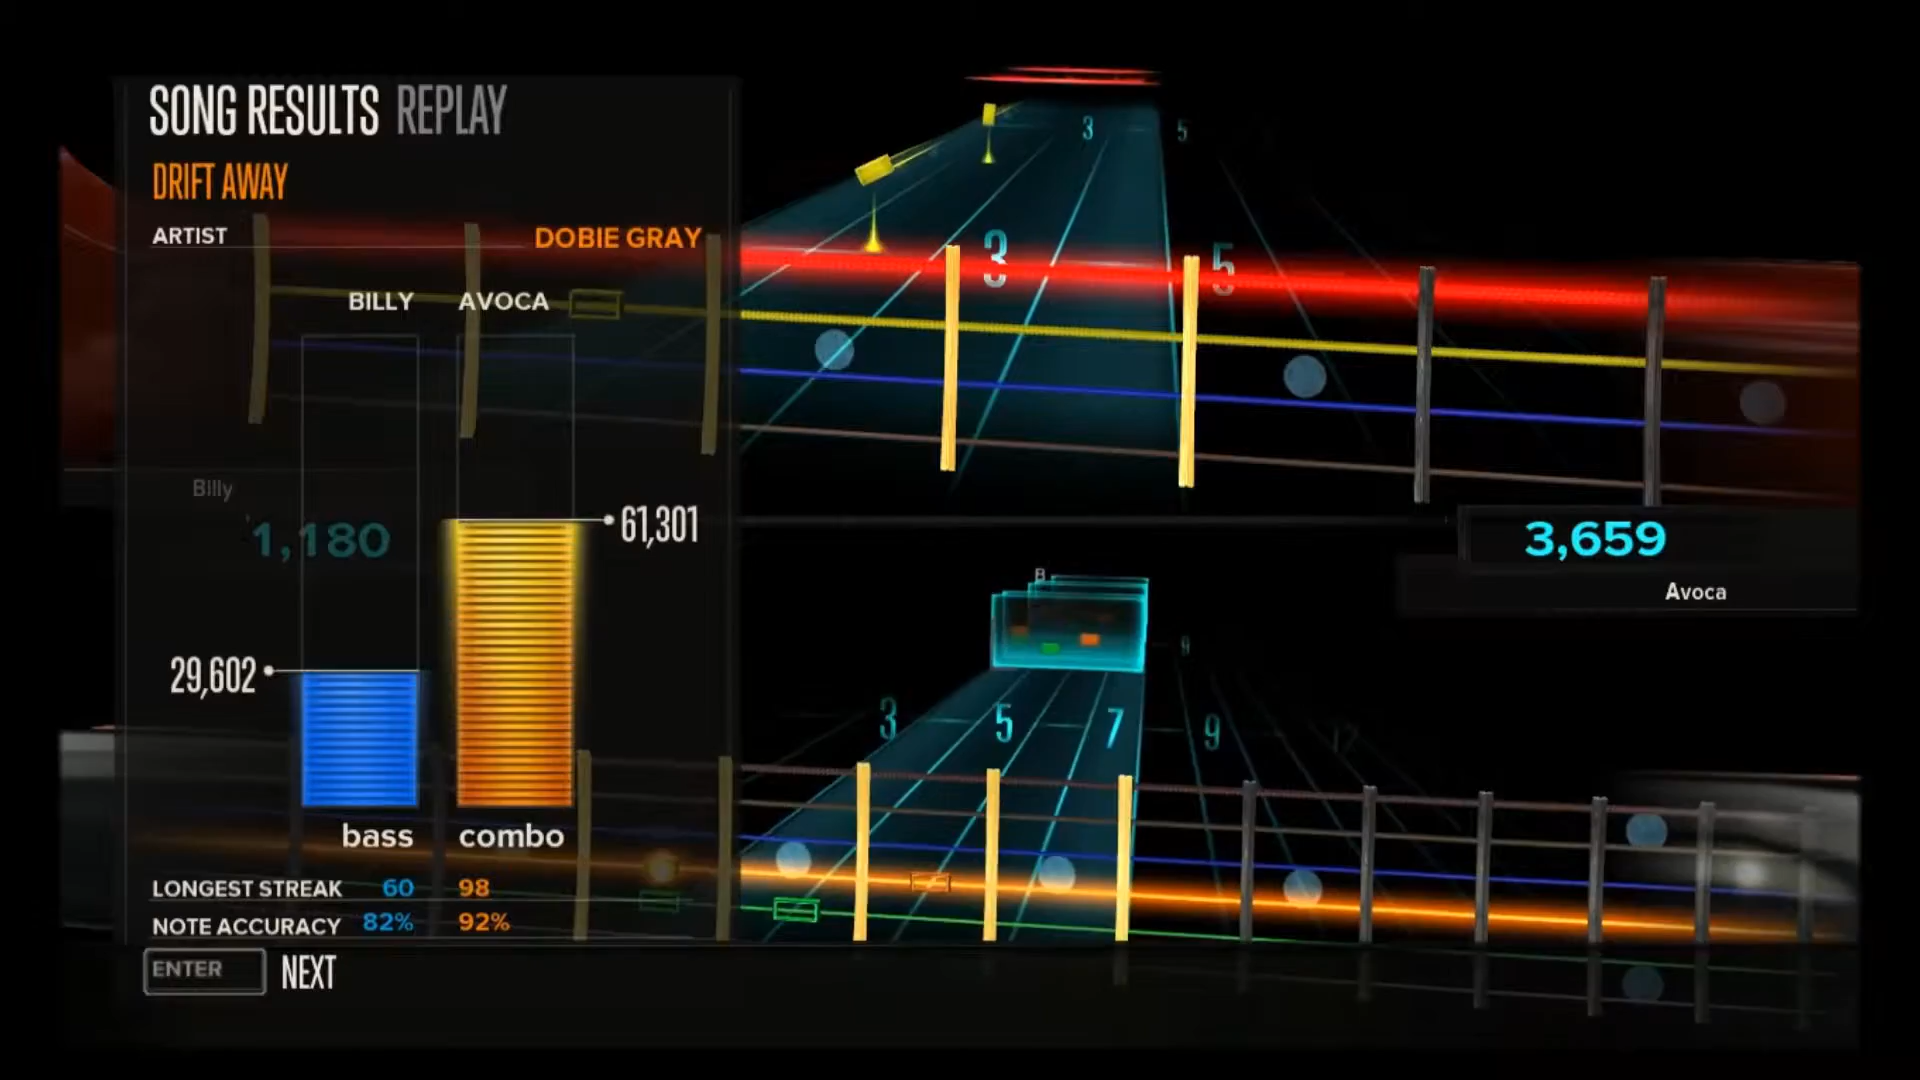 SONG RESULTS REPLAY
DRIFT AWAY
ARTIST DOBIE GRAY
BILLY AVOCA
Billy
1,180
61,301
29,602
bass combo
LONGEST STREAK 60 98
NOTE ACCURACY 82% 92%
ENTER NEXT
3 5
3 5
3,659
Avoca
B
9
3 5 7 9
12